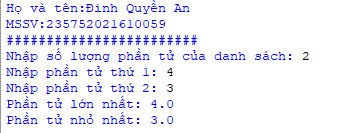 Họ và tên:Đinh Quyền An
MSSV:235752021610059
########################
Nhập số lượng phần tử của danh sách: 2
Nhập phần tử thứ 1: 4
Nhập phần tử thứ 2: 3
Phần tử lớn nhất: 4.0
Phần tử nhỏ nhất: 3.0